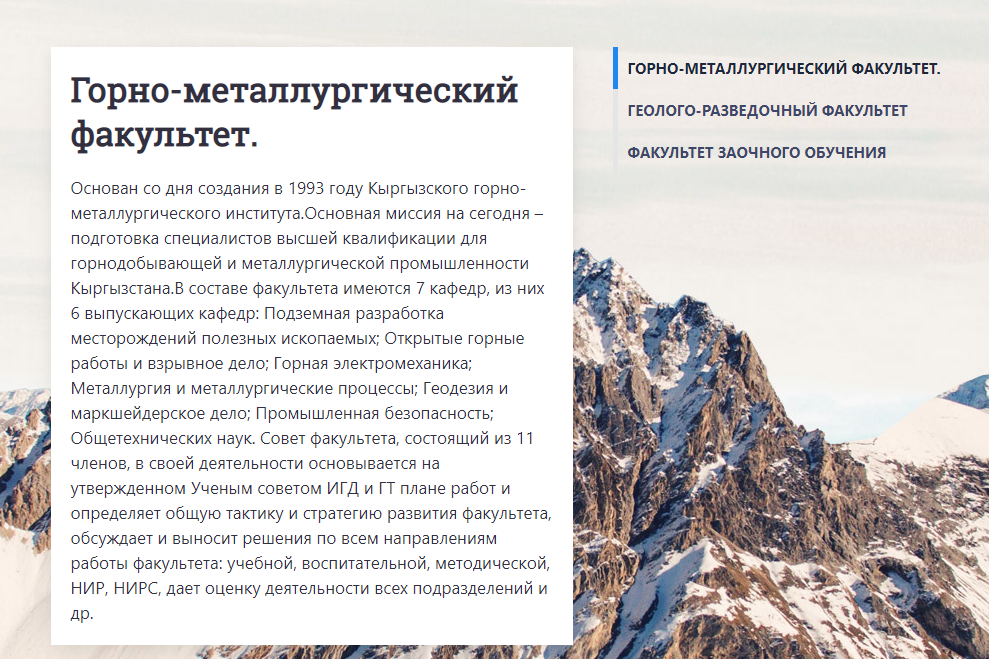 Горно-металлургический
факультет.
Основан со дня создания в 1993 году Кыргызского горно-
металлургического института.Основная миссия на сегодня –
подготовка специалистов высшей квалификации для
горнодобывающей и металлургической промышленности
Кыргызстана.В составе факультета имеются 7 кафедр, из них
6 выпускающих кафедр: Подземная разработка
месторождений полезных ископаемых; Открытые горные
работы и взрывное дело; Горная электромеханика;
Металлургия и металлургические процессы; Геодезия и
маркшейдерское дело; Промышленная безопасность;
Общетехнических наук. Совет факультета, состоящий из 11
членов, в своей деятельности основывается на
утвержденном Ученым советом ИГД и ГТ плане работ и
определяет общую тактику и стратегию развития факультета,
обсуждает и выносит решения по всем направлениям
работы факультета: учебной, воспитательной, методической,
НИР, НИРС, дает оценку деятельности всех подразделений и
др.
ГОРНО-МЕТАЛЛУРГИЧЕСКИЙ ФАКУЛЬТЕТ.
ГЕОЛОГО-РАЗВЕДОЧНЫЙ ФАКУЛЬТЕТ
ФАКУЛЬТЕТ ЗАОЧНОГО ОБУЧЕНИЯ